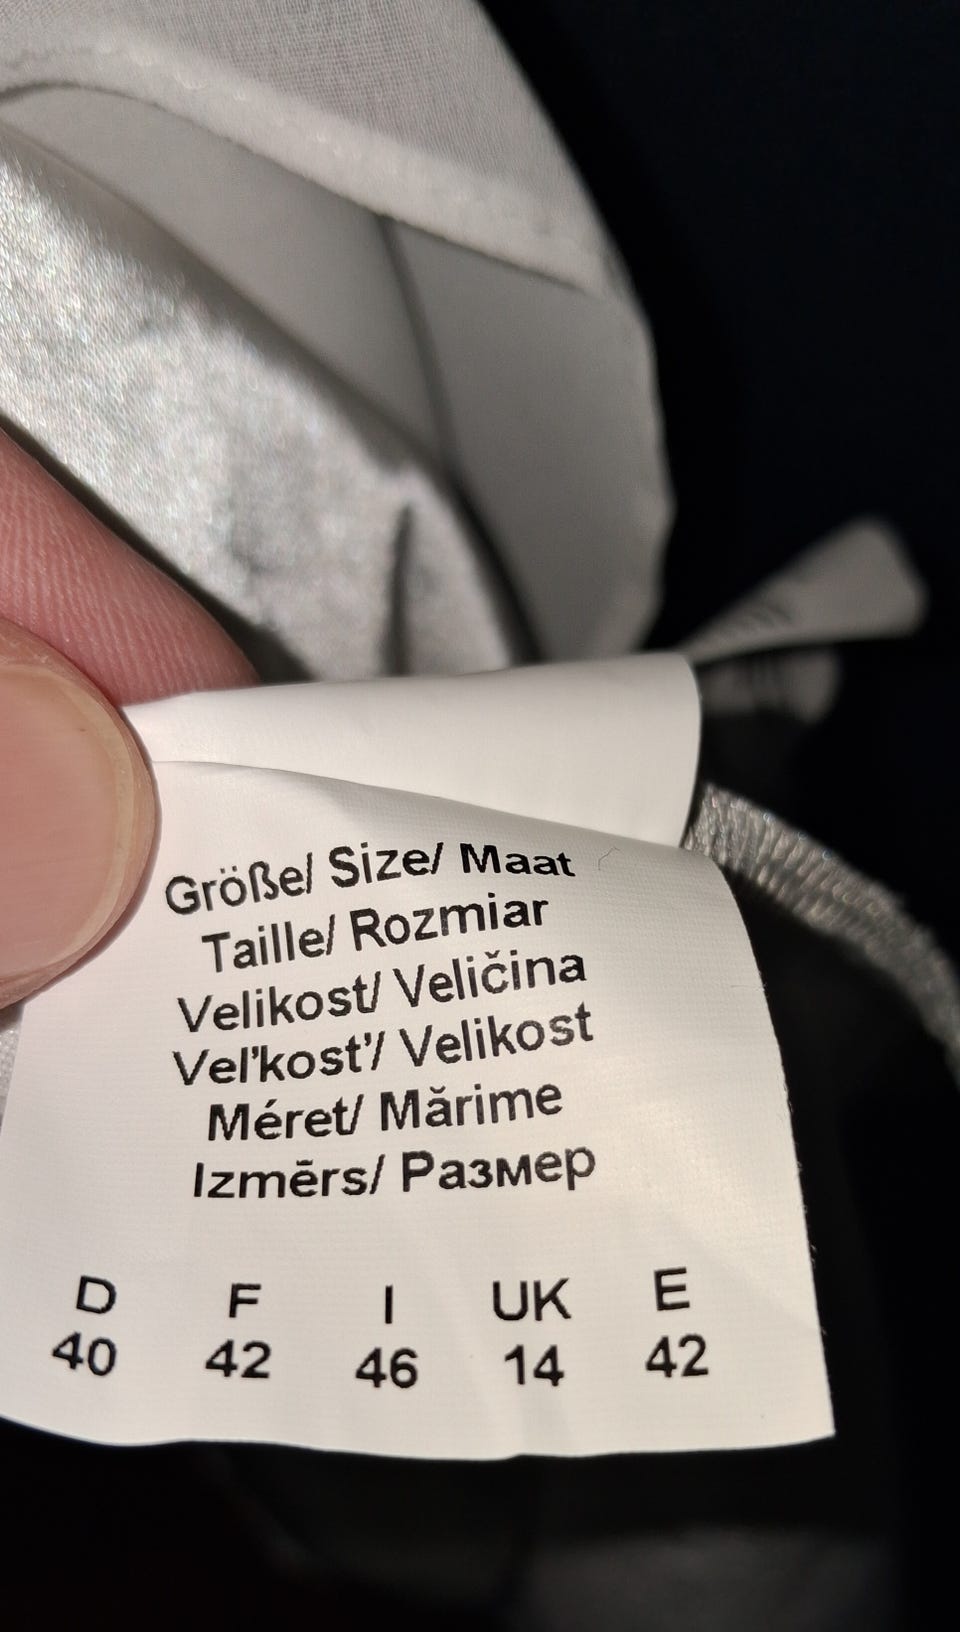 Größe/ Size/ Maat
Taille/ Rozmiar
Velikost/ Veličina
Veľkosť/ Velikost
Méret/ Mărime
Izmērs/ Размер
D F I UK E
40 42 46 14 42